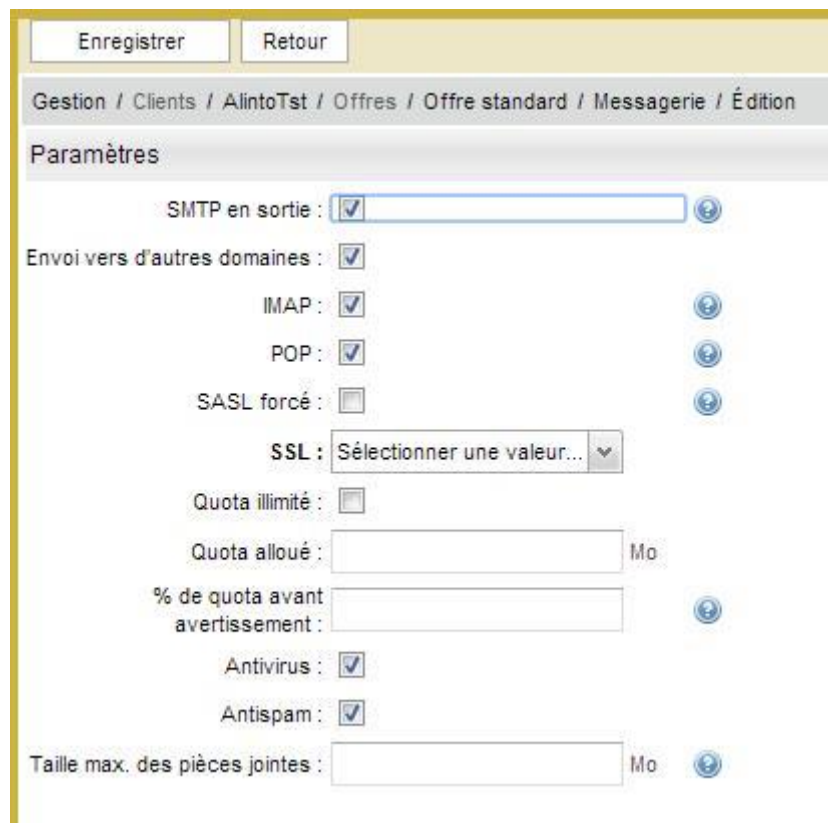 Enregistrer Retour
Gestion / Clients / AlintoTst / Offres / Offre standard / Messagerie / Édition
Paramètres
SMTP en sortie :
Envoi vers d'autres domaines :
IMAP :
POP :
SASL forcé :
SSL : Sélectionner une valeur...
Quota illimité :
Quota alloué : Mo
% de quota avant
avertissement :
Antivirus :
Antispam :
Taille max. des pièces jointes : Mo